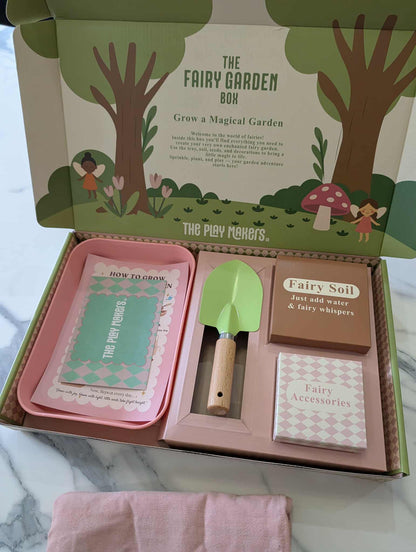 THE
FAIRY GARDEN
BOX
Grow a Magical Garden
Welcome to the world of fairies!
Inside this box you'll find everything you need to
create your very own enchanted fairy garden.
Use the tray, soil, seeds, and decorations to bring a
little magic to life.
Sprinkle, plant, and play — your garden adventure
starts here!
THE PLAY MAKERS
HOW TO GROW
THE PLAY MAKERS
Fairy Soil
Just add water
& fairy whispers
Fairy
Accessories